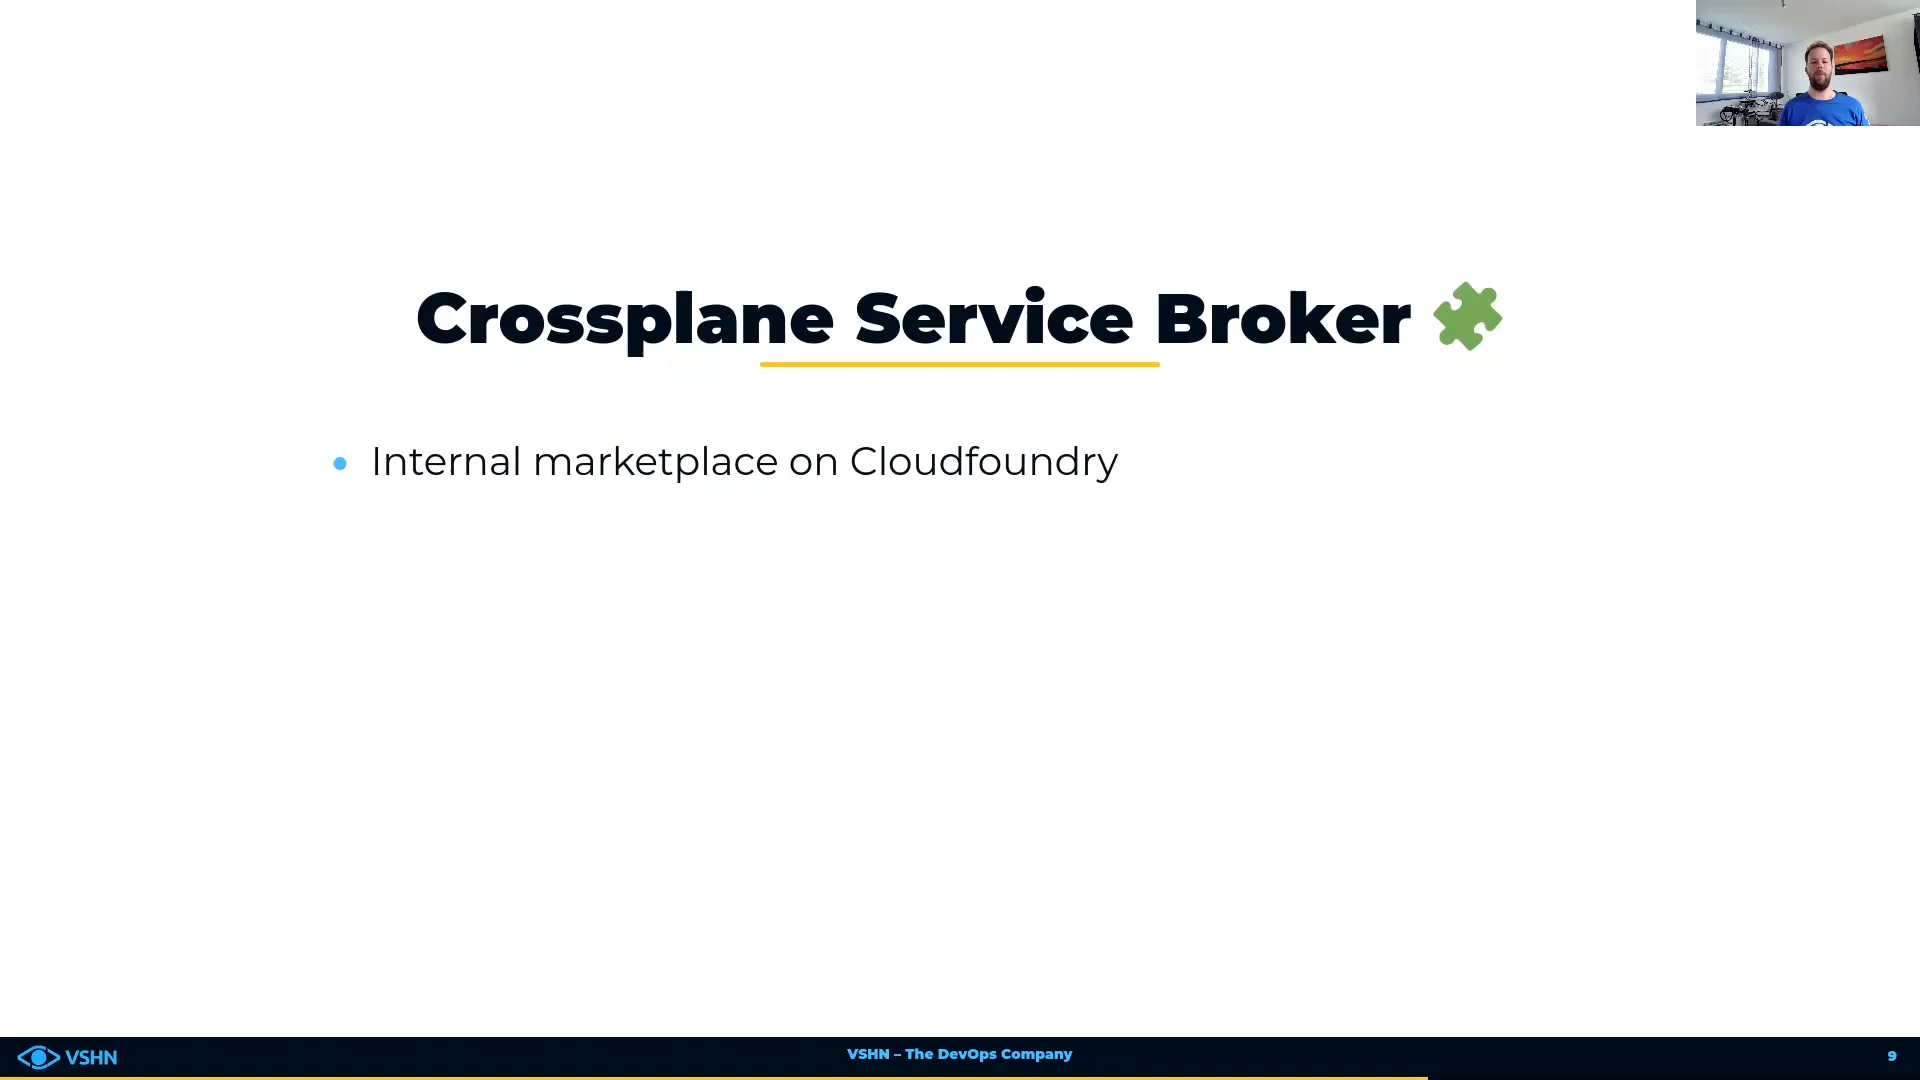 Crossplane Service Broker
Internal marketplace on Cloudfoundry
VSHN
VSHN – The DevOps Company
9